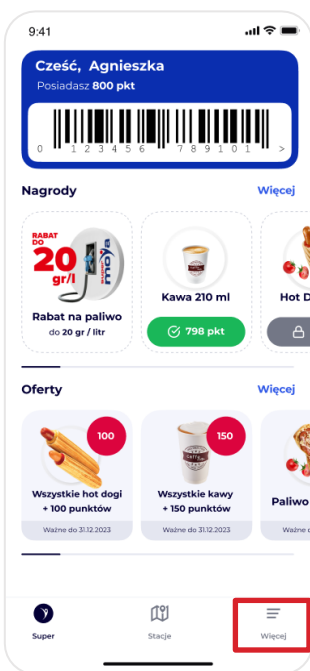 9:41
Cześć, Agnieszka
Posiadasz 800 pkt
0 123456 789101 >
Nagrody Więcej
RABAT
DO
20
gr/l
moya
Rabat na paliwo
do 20 gr / litr
Kawa 210 ml
798 pkt
Hot D
Oferty Więcej
100
Wszystkie hot dogi
+ 100 punktów
Ważne do 31.12.2023
150
Wszystkie kawy
+ 150 punktów
Ważne do 31.12.2023
Paliwo
Ważne d
Super Stacje Więcej